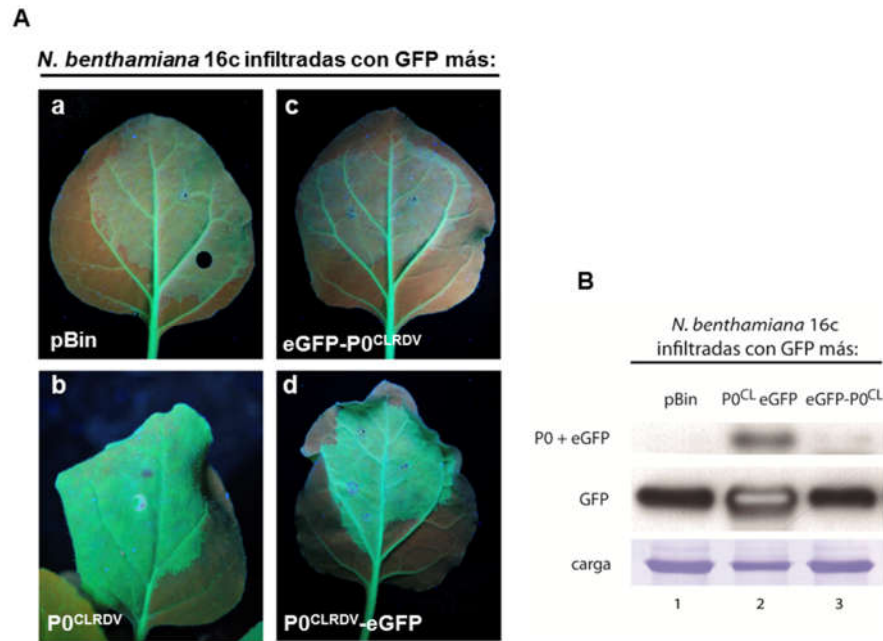 A
N. benthamiana 16c infiltradas con GFP más:
a
c
pBin
eGFP-P0CLRDV
b
d
P0CLRDV
P0CLRDV-eGFP
B
N. benthamiana 16c
infiltradas con GFP más:
pBin P0CL eGFP eGFP-P0CL
P0 + eGFP
GFP
carga
1 2 3